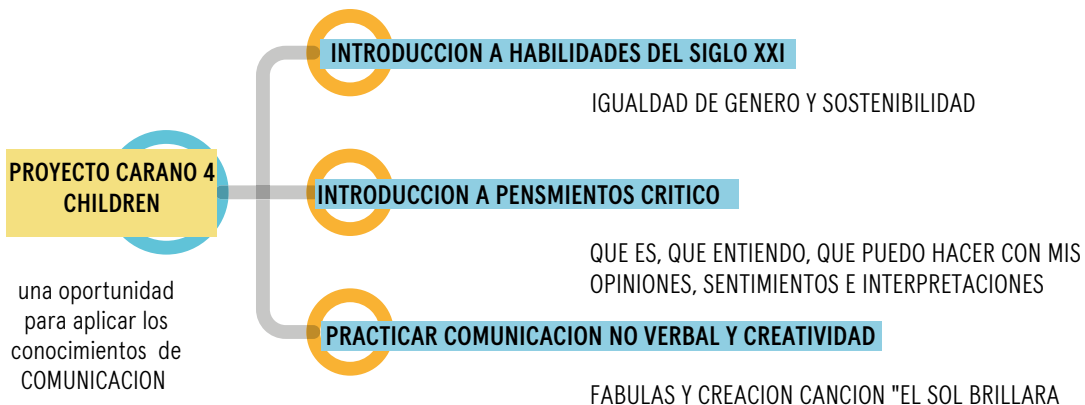 INTRODUCCION A HABILIDADES DEL SIGLO XXI
IGUALDAD DE GENERO Y SOSTENIBILIDAD
PROYECTO CARANO 4
CHILDREN
una oportunidad
para aplicar los
conocimientos de
COMUNICACION
INTRODUCCION A PENSMIENTOS CRITICO
QUE ES, QUE ENTIENDO, QUE PUEDO HACER CON MIS
OPINIONES, SENTIMIENTOS E INTERPRETACIONES
PRACTICAR COMUNICACION NO VERBAL Y CREATIVIDAD
FABULAS Y CREACION CANCION "EL SOL BRILLARA